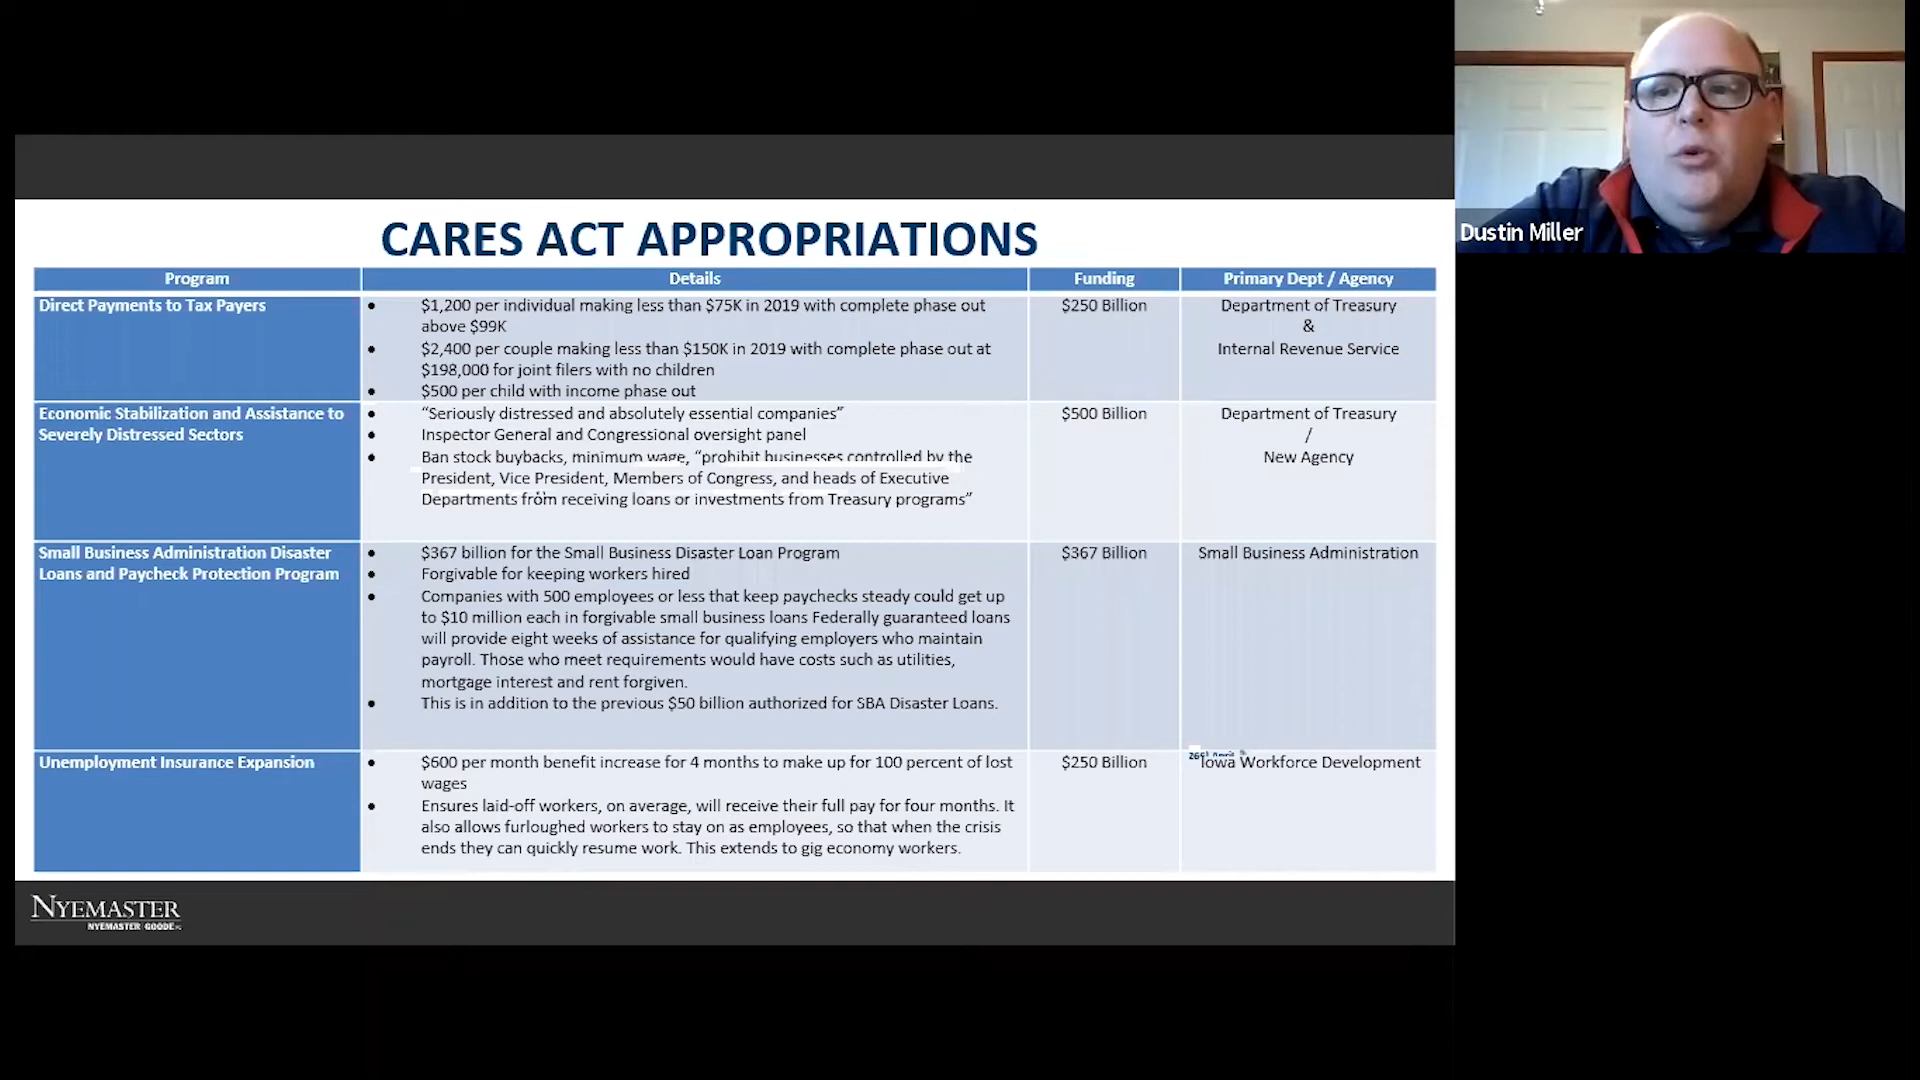 CARES ACT APPROPRIATIONS
Program
Details
Funding
Primary Dept / Agency
Direct Payments to Tax Payers
• $1,200 per individual making less than $75K in 2019 with complete phase out
above $99K
• $2,400 per couple making less than $150K in 2019 with complete phase out at
$198,000 for joint filers with no children
• $500 per child with income phase out
$250 Billion
Department of Treasury
&
Internal Revenue Service
Economic Stabilization and Assistance to
Severely Distressed Sectors
• “Seriously distressed and absolutely essential companies”
• Inspector General and Congressional oversight panel
• Ban stock buybacks, minimum wage, “prohibit businesses controlled by the
President, Vice President, Members of Congress, and heads of Executive
Departments from receiving loans or investments from Treasury programs”
$500 Billion
Department of Treasury
/
New Agency
Small Business Administration Disaster
Loans and Paycheck Protection Program
• $367 billion for the Small Business Disaster Loan Program
• Forgivable for keeping workers hired
• Companies with 500 employees or less that keep paychecks steady could get up
to $10 million each in forgivable small business loans Federally guaranteed loans
will provide eight weeks of assistance for qualifying employers who maintain
payroll. Those who meet requirements would have costs such as utilities,
mortgage interest and rent forgiven.
• This is in addition to the previous $50 billion authorized for SBA Disaster Loans.
$367 Billion
Small Business Administration
Unemployment Insurance Expansion
• $600 per month benefit increase for 4 months to make up for 100 percent of lost
wages
• Ensures laid-off workers, on average, will receive their full pay for four months. It
also allows furloughed workers to stay on as employees, so that when the crisis
ends they can quickly resume work. This extends to gig economy workers.
$250 Billion
Iowa Workforce Development
NYEMASTER
NYEMASTER GOODE PC
Dustin Miller